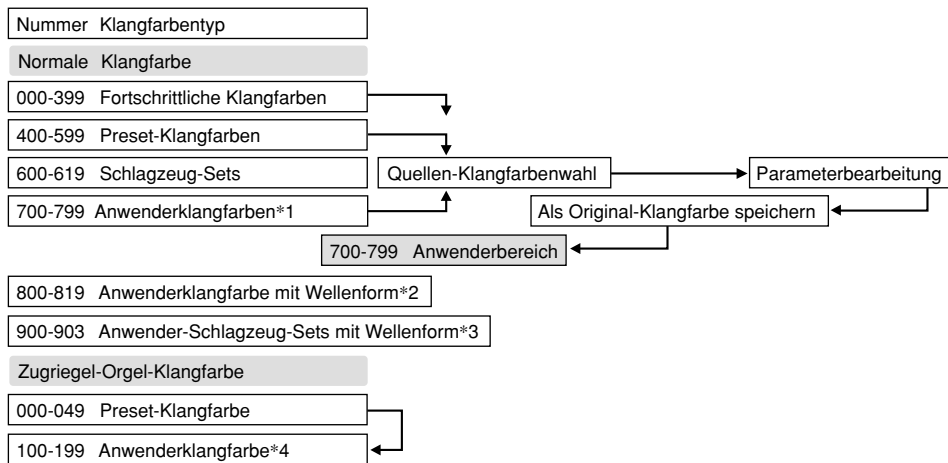 Nummer Klangfarbentyp
Normale Klangfarbe
000-399 Fortschrittliche Klangfarben
400-599 Preset-Klangfarben
600-619 Schlagzeug-Sets
Quellen-Klangfarbenwahl
Parameterbearbeitung
700-799 Anwenderklangfarben*1
Als Original-Klangfarbe speichern
700-799 Anwenderbereich
800-819 Anwenderklangfarbe mit Wellenform*2
900-903 Anwender-Schlagzeug-Sets mit Wellenform*3
Zugriegel-Orgel-Klangfarbe
000-049 Preset-Klangfarbe
100-199 Anwenderklangfarbe*4